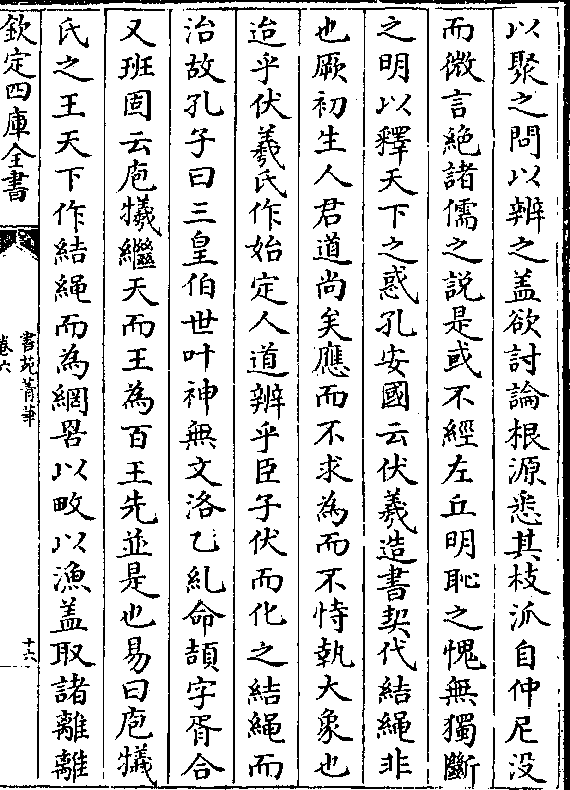 以聚之問以辨之盖欲討論根源悉其枝泒自仲尼没
而微言絶諸儒之説是或不經左丘明恥之愧無獨斷
之明以釋天下之惑孔安國云伏羲造書契代結繩非
也厥初生人君道尚矣應而不求為而不恃執大象也
迨乎伏羲氏作始定人道辨乎臣子伏而化之結繩而
治故孔子曰三皇伯世叶神無文洛乙紀命頡字胥合
又班固云庖犧繼天而王為百王先並是也易曰庖犧
氏之王天下作結繩而為網罟以畋以漁盖取諸離離
欽定四庫全書
書苑菁華
卷六
十六